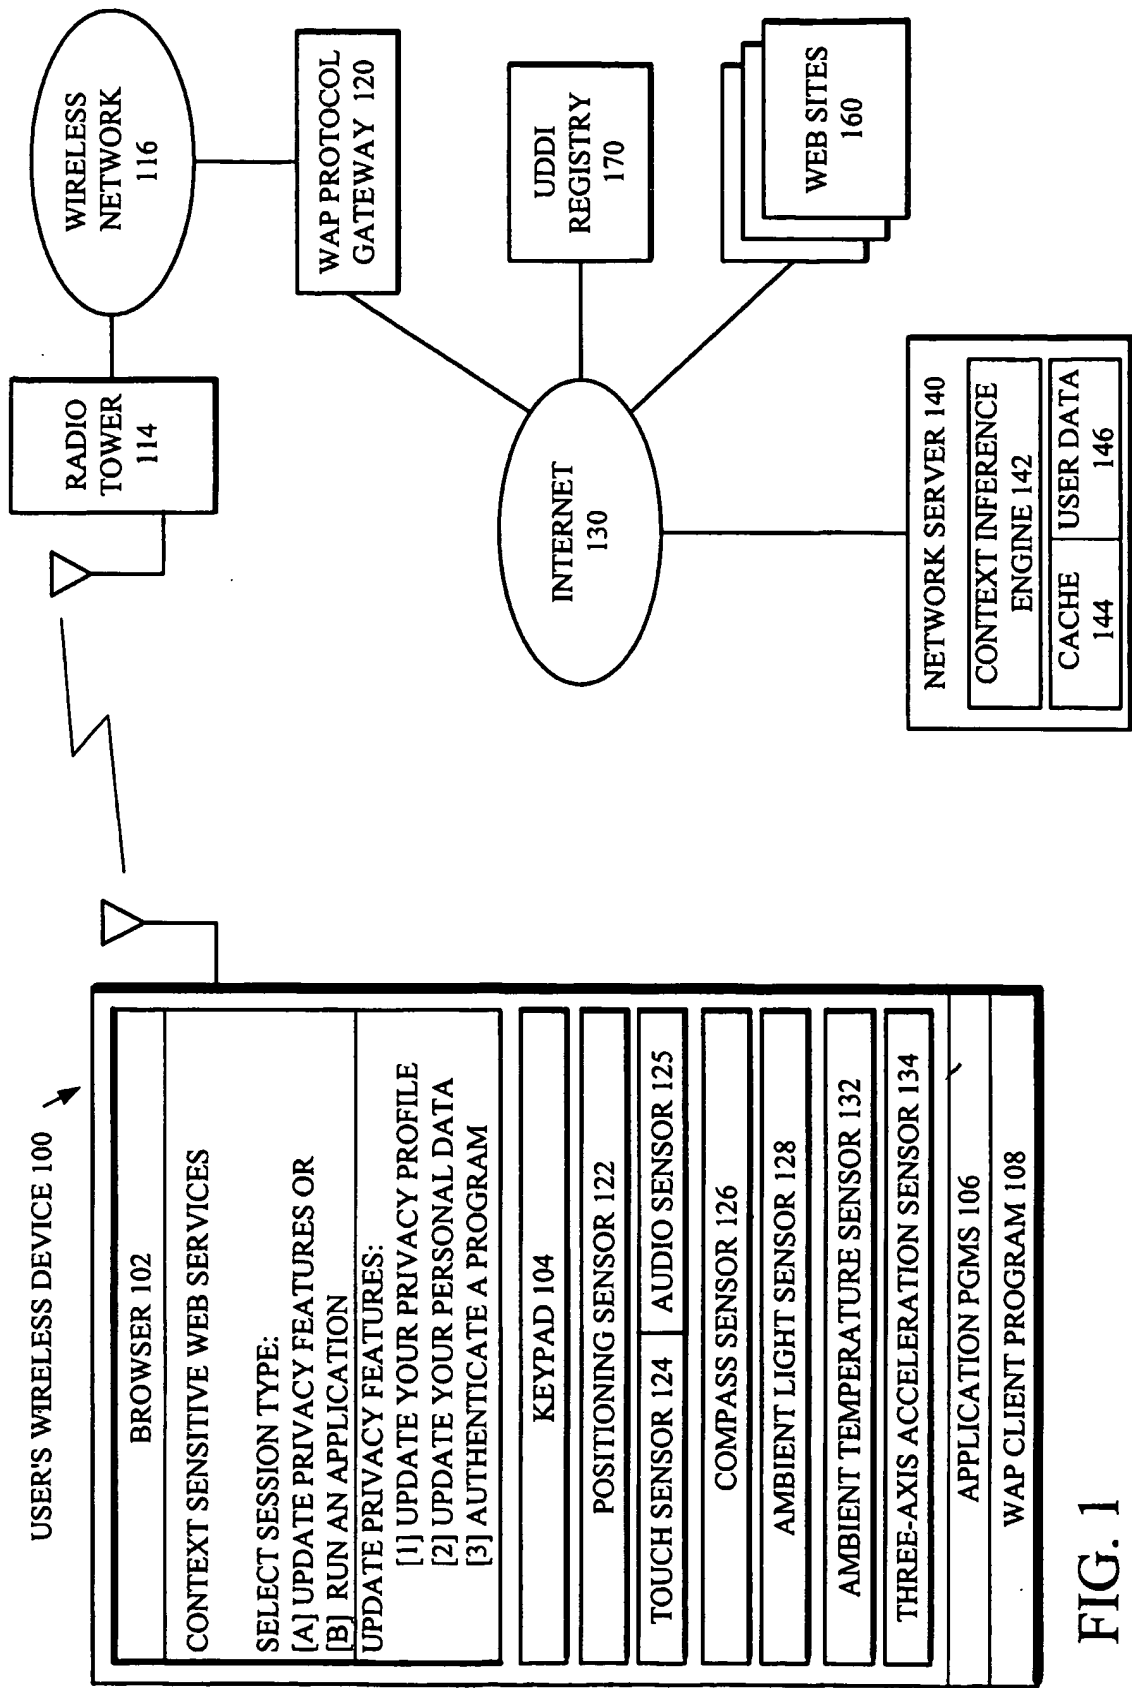 USER'S WIRELESS DEVICE 100
BROWSER 102
CONTEXT SENSITIVE WEB SERVICES
SELECT SESSION TYPE:
[A] UPDATE PRIVACY FEATURES OR
[B] RUN AN APPLICATION
UPDATE PRIVACY FEATURES:
[1] UPDATE YOUR PRIVACY PROFILE
[2] UPDATE YOUR PERSONAL DATA
[3] AUTHENTICATE A PROGRAM
KEYPAD 104
POSITIONING SENSOR 122
TOUCH SENSOR 124
AUDIO SENSOR 125
COMPASS SENSOR 126
AMBIENT LIGHT SENSOR 128
AMBIENT TEMPERATURE SENSOR 132
THREE-AXIS ACCELERATION SENSOR 134
APPLICATION PGMS 106
WAP CLIENT PROGRAM 108
RADIO
TOWER
114
WIRELESS
NETWORK
116
WAP PROTOCOL
GATEWAY 120
INTERNET
130
UDDI
REGISTRY
170
WEB SITES
160
NETWORK SERVER 140
CONTEXT INFERENCE
ENGINE 142
CACHE
144
USER DATA
146
FIG. 1